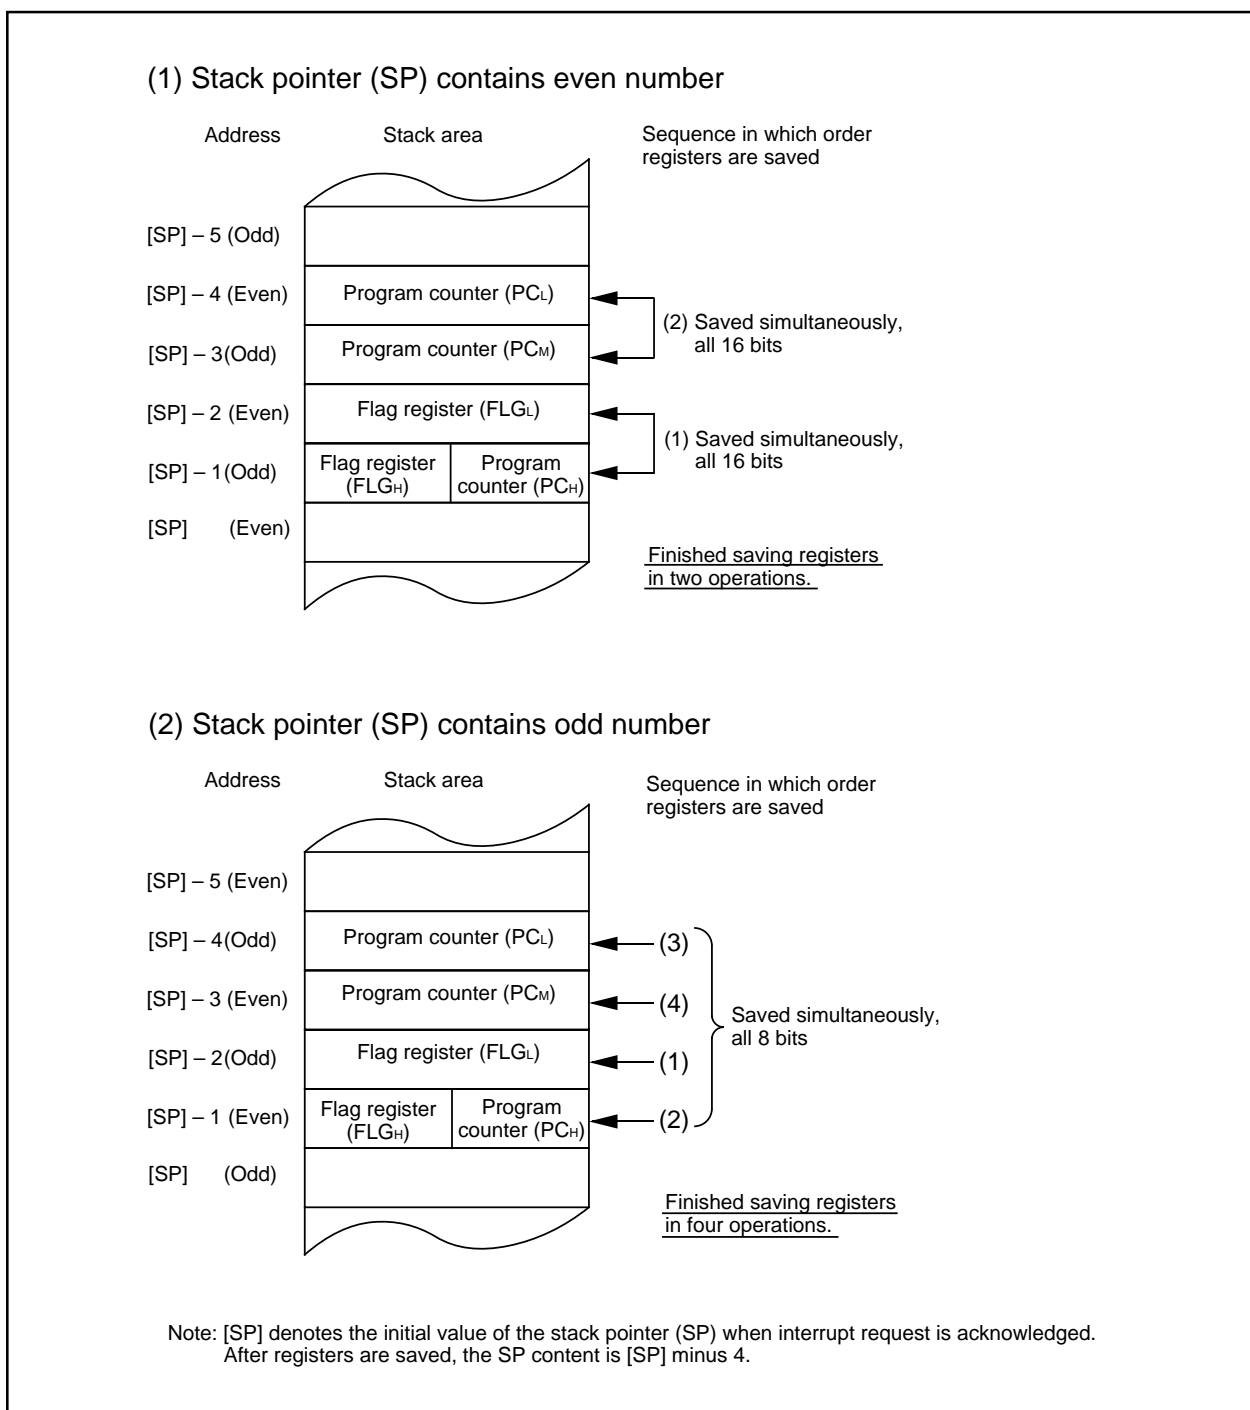 (1) Stack pointer (SP) contains even number
Address
Stack area
Sequence in which order
registers are saved
[SP] – 5 (Odd)
[SP] – 4 (Even)
Program counter (PCL)
[SP] – 3(Odd)
Program counter (PCM)
(2) Saved simultaneously,
all 16 bits
[SP] – 2 (Even)
Flag register (FLGL)
[SP] – 1(Odd)
Flag register
(FLGH)
Program
counter (PCH)
(1) Saved simultaneously,
all 16 bits
[SP] (Even)
Finished saving registers
in two operations.
(2) Stack pointer (SP) contains odd number
Address
Stack area
Sequence in which order
registers are saved
[SP] – 5 (Even)
[SP] – 4(Odd)
Program counter (PCL)
(3)
[SP] – 3 (Even)
Program counter (PCM)
(4)
Saved simultaneously,
all 8 bits
[SP] – 2(Odd)
Flag register (FLGL)
(1)
[SP] – 1 (Even)
Flag register
(FLGH)
Program
counter (PCH)
(2)
[SP] (Odd)
Finished saving registers
in four operations.
Note: [SP] denotes the initial value of the stack pointer (SP) when interrupt request is acknowledged.
After registers are saved, the SP content is [SP] minus 4.